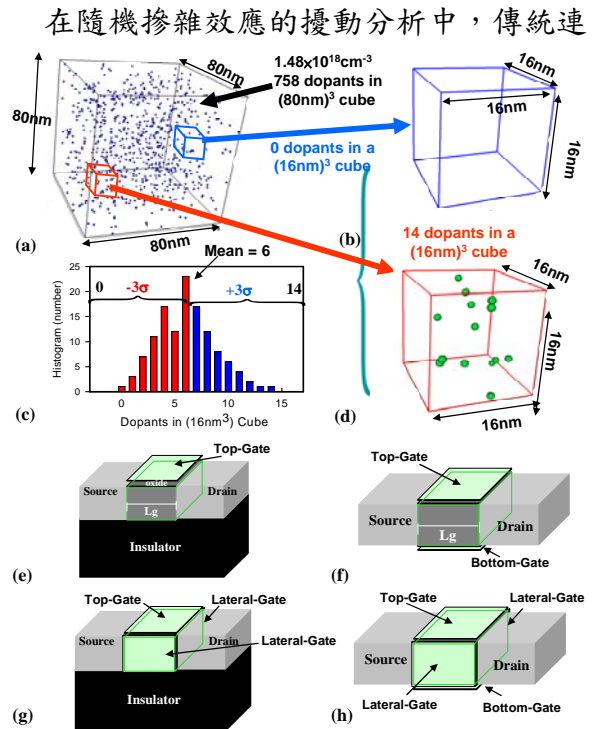 在隨機摻雜效應的擾動分析中，傳統連
80nm
1.48x10¹⁸cm⁻³
758 dopants in
(80nm)³ cube
80nm
0 dopants in a
(16nm)³ cube
80nm
(a)
16nm
16nm
16nm
(b)
14 dopants in a
(16nm)³ cube
Mean = 6
25
20
15
10
5
0
Histogram (number)
0
-3σ
+3σ
14
0
5
10
15
Dopants in (16nm³) Cube
(c)
16nm
16nm
16nm
(d)
Top-Gate
oxide
Source
Drain
Lg
Insulator
(e)
Top-Gate
Source
Drain
Lg
Bottom-Gate
(f)
Top-Gate
Lateral-Gate
Source
Drain
Lateral-Gate
Insulator
(g)
Top-Gate
Lateral-Gate
Source
Drain
Lateral-Gate
Bottom-Gate
(h)